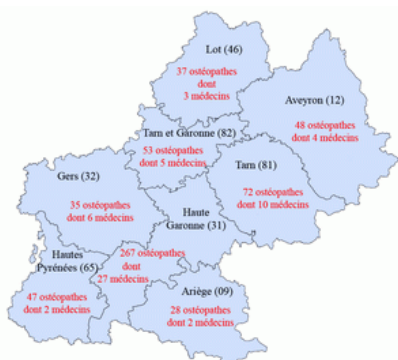 Lot (46)
37 ostéopathes
dont
3 médecins
Aveyron (12)
48 ostéopathes
dont 4 médecins
Tarn et Garonne (82)
53 ostéopathes
dont 5 médecins
Tarn (81)
72 ostéopathes
dont 10 médecins
Gers (32)
35 ostéopathes
dont 6 médecins
Haute
Garonne (31)
267 ostéopathes
dont
27 médecins
Hautes
Pyrénées (65)
47 ostéopathes
dont 2 médecins
Ariège (09)
28 ostéopathes
dont 2 médecins